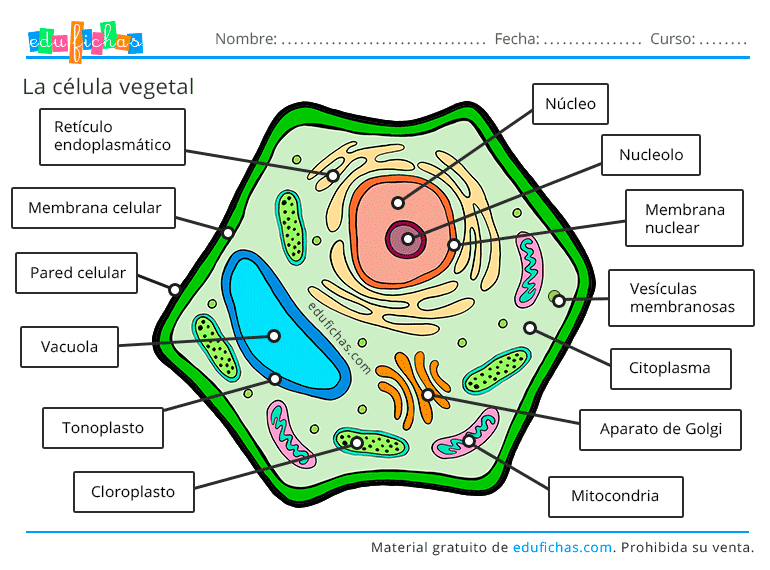 edufichas
Nombre: ................................ Fecha: ................ Curso: ........
La célula vegetal
Retículo
endoplasmático
Membrana celular
Pared celular
Vacuola
Tonoplasto
Cloroplasto
Núcleo
Nucleolo
Membrana
nuclear
Vesículas
membranosas
Citoplasma
Aparato de Golgi
Mitocondria
edufichas.com
Material gratuito de edufichas.com. Prohibida su venta.